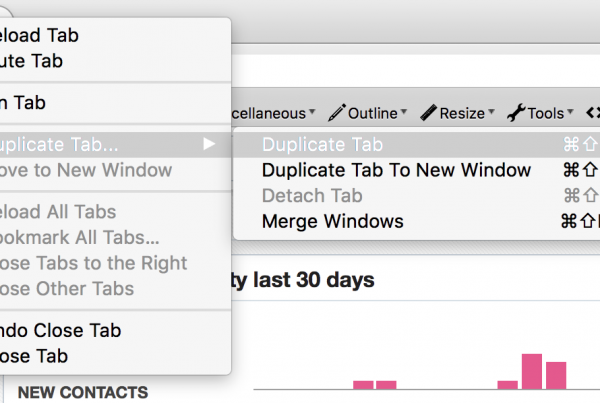 eload Tab
ute Tab
n Tab
uplicate Tab...
ove to New Window
eload All Tabs
ookmark All Tabs...
ose Tabs to the Right
ose Other Tabs
ndo Close Tab
ose Tab
cellaneous Outline Resize Tools
Duplicate Tab ⌘⇧
Duplicate Tab To New Window ⌘⇧
Detach Tab ⌘⇧
Merge Windows ⌘⇧
ty last 30 days
NEW CONTACTS